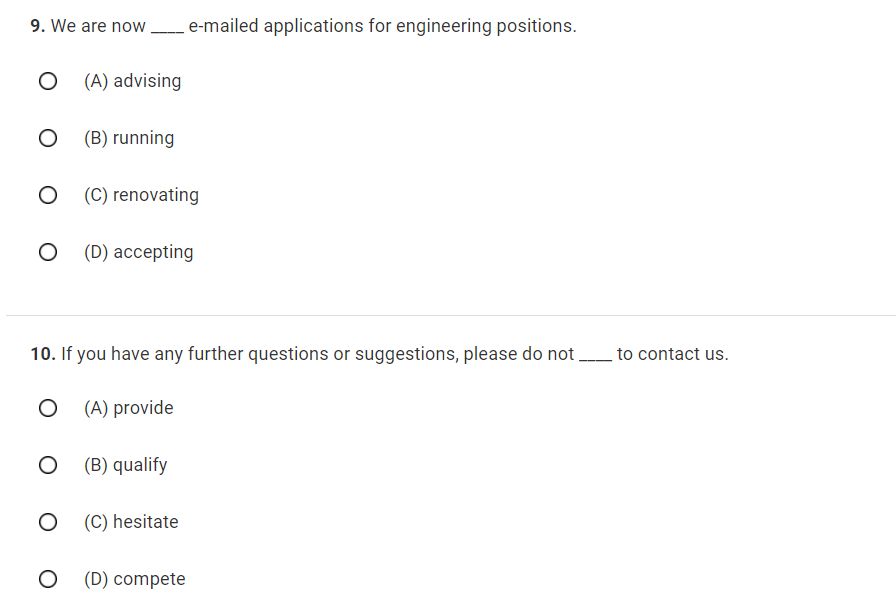 9. We are now ____ e-mailed applications for engineering positions.
(A) advising
(B) running
(C) renovating
(D) accepting
10. If you have any further questions or suggestions, please do not ____ to contact us.
(A) provide
(B) qualify
(C) hesitate
(D) compete